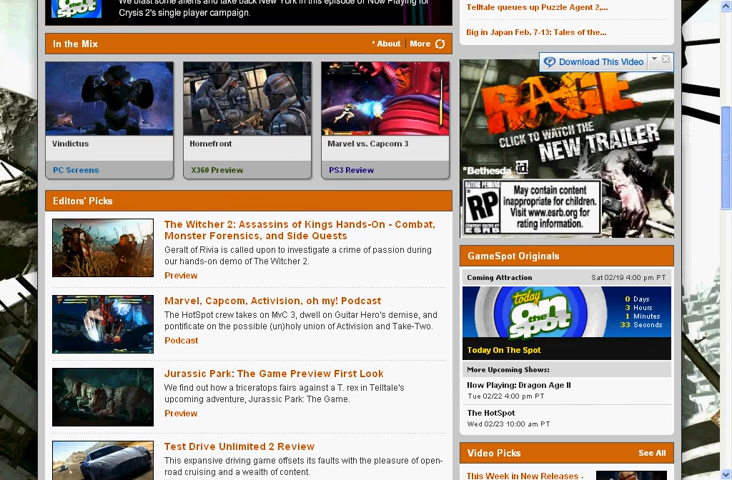 We blast some aliens and take back New York in this episode of Now Playing for
Crysis 2's single player campaign.
Telltale queues up Puzzle Agent 2,...
Big in Japan Feb. 7-13: Tales of the...
In the Mix
* About | More
Vindictus
PC Screens
Homefront
X360 Preview
Marvel vs. Capcom 3
PS3 Review
Download This Video
RAGE
CLICK TO WATCH THE
NEW TRAILER
Bethesda
id
RATING PENDING
RP
ESRB
May contain content
inappropriate for children.
Visit www.esrb.org for
rating information.
Editors' Picks
The Witcher 2: Assassins of Kings Hands-On - Combat,
Monster Forensics, and Side Quests
Geralt of Rivia is called upon to investigate a crime of passion during
our hands-on demo of The Witcher 2.
Preview
Marvel, Capcom, Activision, oh my! Podcast
The HotSpot crew takes on MvC 3, dwell on Guitar Hero's demise, and
pontificate on the possible (un)holy union of Activision and Take-Two.
Podcast
Jurassic Park: The Game Preview First Look
We find out how a triceratops fairs against a T. rex in Telltale's
upcoming adventure, Jurassic Park: The Game.
Preview
Test Drive Unlimited 2 Review
This expansive driving game offsets its faults with the pleasure of open-
road cruising and a wealth of content.
GameSpot Originals
Coming Attraction
Sat 02/19 4:00 pm PT
today
on the
spot
0 Days
3 Hours
1 Minutes
33 Seconds
Today On The Spot
More Upcoming Shows:
Now Playing: Dragon Age II
Tue 02/22 4:00 pm PT
The HotSpot
Wed 02/23 10:00 am PT
Video Picks
See All
This Week in New Releases -